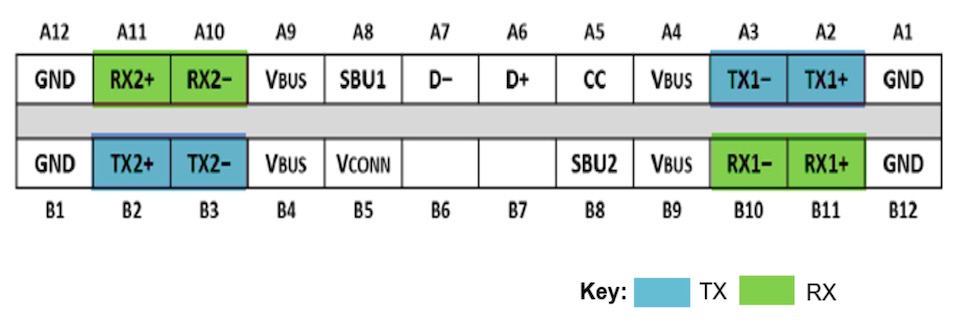 A12 A11 A10 A9 A8 A7 A6 A5 A4 A3 A2 A1
GND RX2+ RX2− VBUS SBU1 D− D+ CC VBUS TX1− TX1+ GND
GND TX2+ TX2− VBUS VCONN SBU2 VBUS RX1− RX1+ GND
B1 B2 B3 B4 B5 B6 B7 B8 B9 B10 B11 B12
Key: TX RX